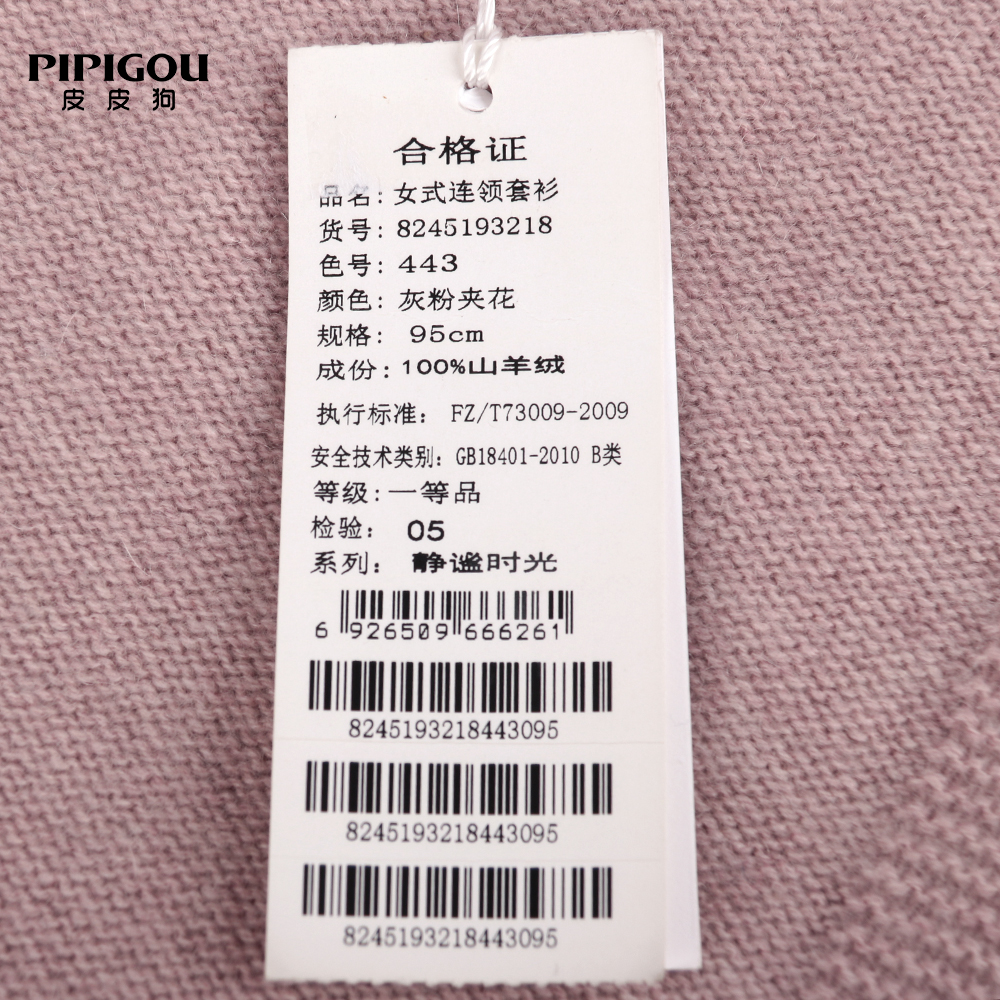 PIPIGOU
皮皮狗
合格证
品名: 女式连领套衫
货号: 8245193218
色号: 443
颜色: 灰粉夹花
规格: 95cm
成份: 100%山羊绒
执行标准: FZ/T73009-2009
安全技术类别: GB18401-2010 B类
等级: 一等品
检验: 05
系列: 静谧时光
6 926509 666261
8245193218443095
8245193218443095
8245193218443095